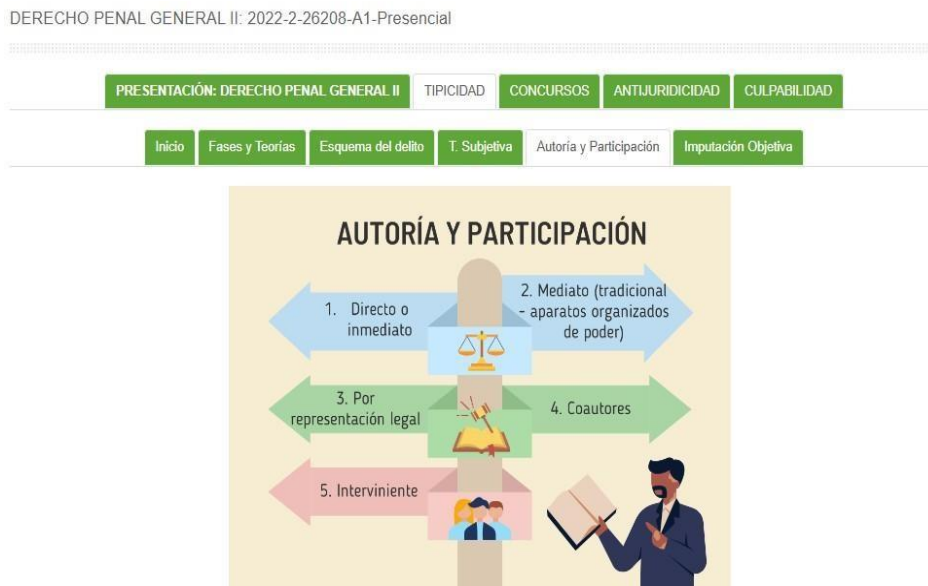 DERECHO PENAL GENERAL II: 2022-2-26208-A1-Presencial
PRESENTACIÓN: DERECHO PENAL GENERAL II
TIPICIDAD
CONCURSOS
ANTIJURIDICIDAD
CULPABILIDAD
Inicio
Fases y Teorías
Esquema del delito
T. Subjetiva
Autoría y Participación
Imputación Objetiva
AUTORÍA Y PARTICIPACIÓN
1. Directo o
inmediato
2. Mediato (tradicional
- aparatos organizados
de poder)
3. Por
representación legal
4. Coautores
5. Interviniente